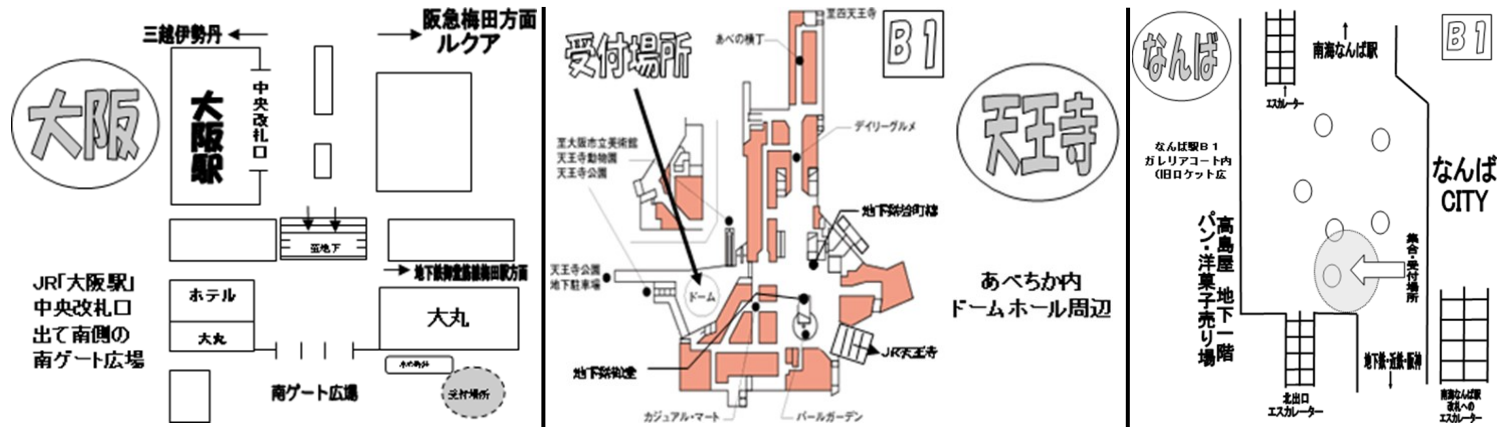 三越伊勢丹
阪急梅田方面
ルクア
大阪
大阪駅
中央改札口
至地下
地下鉄御堂筋線梅田駅方面
JR「大阪駅」
中央改札口
出て南側の
南ゲート広場
ホテル
大丸
大丸
水の時計
南ゲート広場
受付場所
受付場所
B1
天王寺
至四天王寺
あべの横丁
デイリーグルメ
至大阪市立美術館
天王寺動物園
天王寺公園
地下鉄谷町線
天王寺公園
地下駐車場
ドーム
あべちか内
ドームホール周辺
JR天王寺
地下鉄御堂
カジュアル・マート
パールガーデン
なんば
B1
南海なんば駅
エスカレーター
なんば駅B1
ガレリアコート内
(旧ロケット広
なんば
CITY
高島屋 地下一階
パン・洋菓子売り場
集合・受付場所
地下鉄・近鉄・阪神
北出口
エスカレーター
南海なんば駅
改札への
エスカレーター